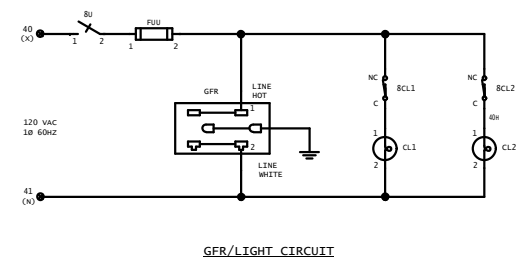 8U
FUU
40
(X)
1 2
1 2
GFR
LINE
HOT
1
NC
8CL1
C
NC
8CL2
C
40H
120 VAC
1Ø 60HZ
2
1
CL1
2
1
CL2
2
LINE
WHITE
41
(N)
GFR/LIGHT CIRCUIT